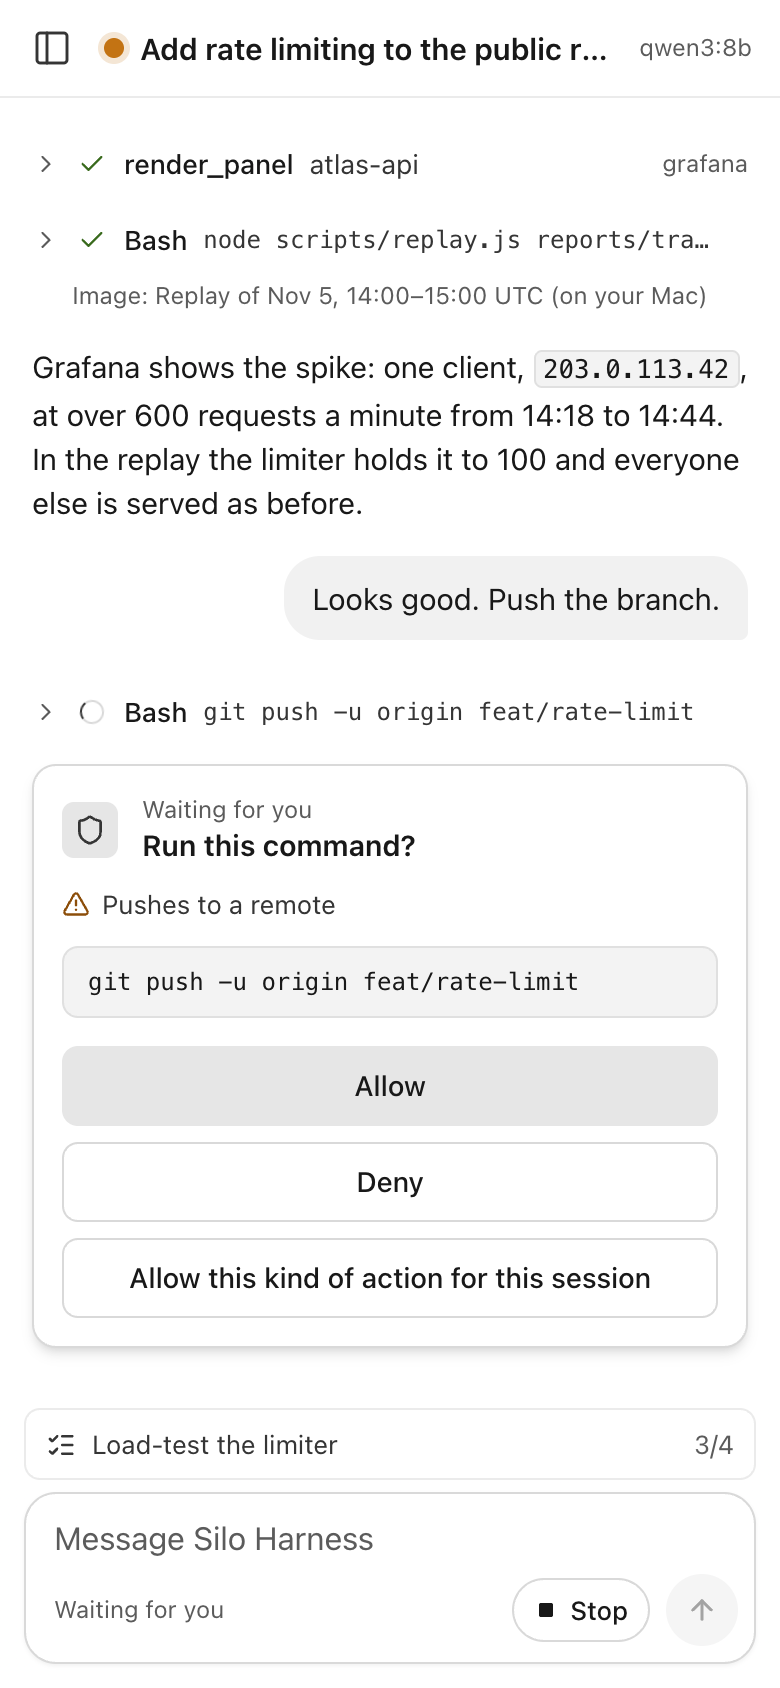 Add rate limiting to the public r... qwen3:8b
render_panel atlas-api grafana
Bash node scripts/replay.js reports/tra…
Image: Replay of Nov 5, 14:00–15:00 UTC (on your Mac)
Grafana shows the spike: one client, 203.0.113.42,
at over 600 requests a minute from 14:18 to 14:44.
In the replay the limiter holds it to 100 and everyone
else is served as before.
Looks good. Push the branch.
Bash git push -u origin feat/rate-limit
Waiting for you
Run this command?
Pushes to a remote
git push -u origin feat/rate-limit
Allow
Deny
Allow this kind of action for this session
Load-test the limiter 3/4
Message Silo Harness
Waiting for you Stop